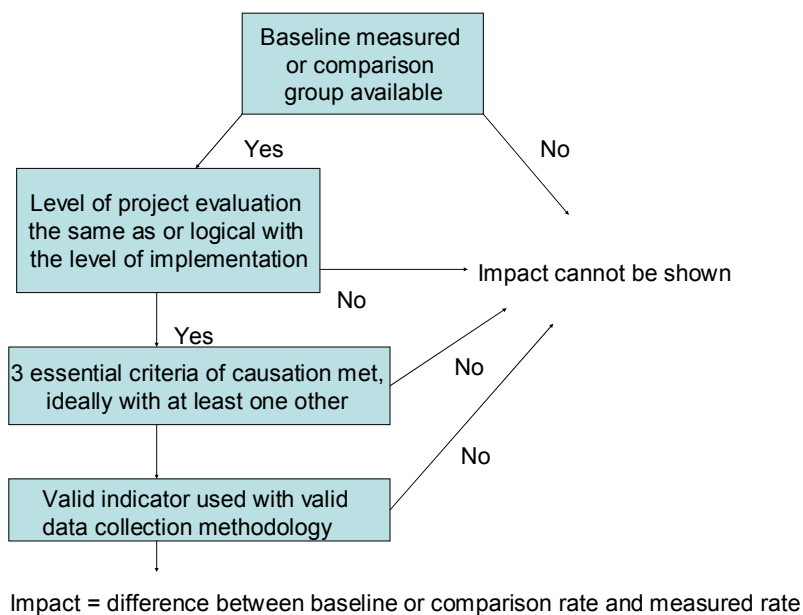 Baseline measured
or comparison
group available
Yes
No
Level of project evaluation
the same as or logical with
the level of implementation
Impact cannot be shown
No
Yes
3 essential criteria of causation met,
ideally with at least one other
No
No
Valid indicator used with valid
data collection methodology
Impact = difference between baseline or comparison rate and measured rate